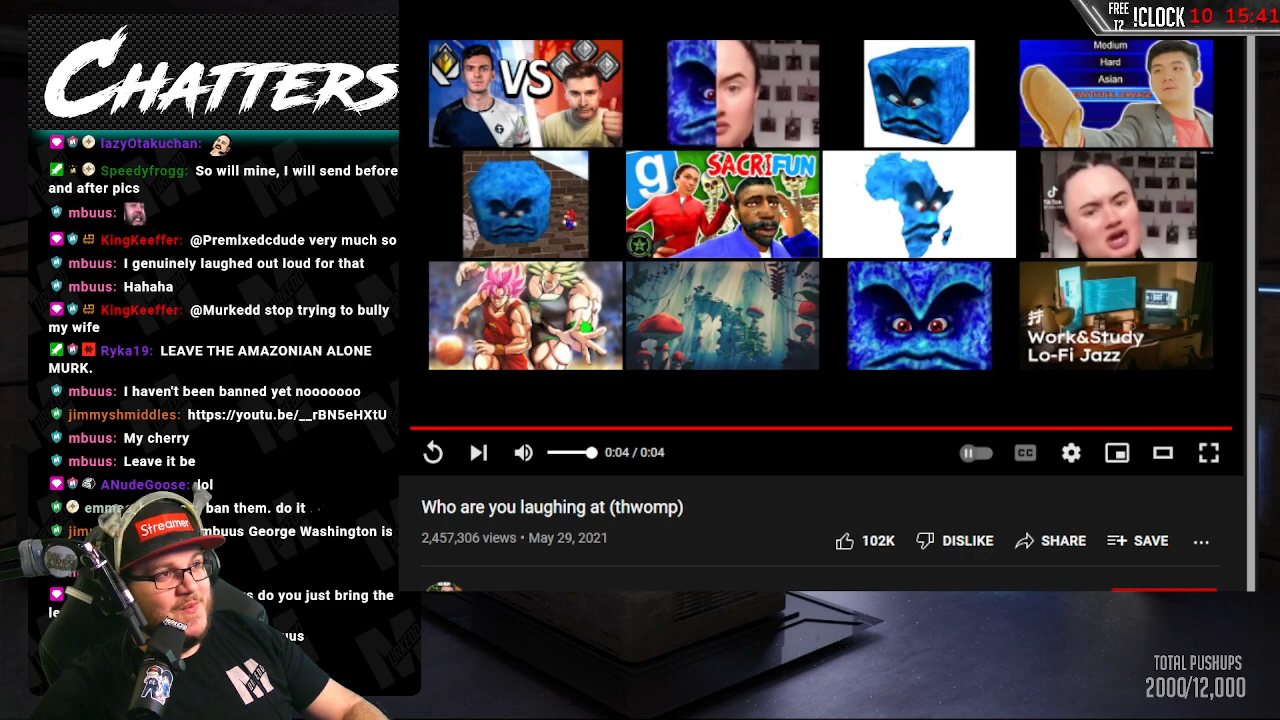 CHATTERS
lazyOtakuchan:
Speedyfrogg: So will mine, I will send before
and after pics
mbuus:
KingKeeffer: @Premixedcdude very much so
mbuus: I genuinely laughed out loud for that
mbuus: Hahaha
KingKeeffer: @Murkedd stop trying to bully
my wife
Ryka19: LEAVE THE AMAZONIAN ALONE
MURK.
mbuus: I haven't been banned yet nooooooo
jimmyshmiddles: https://youtu.be/__rBN5eHXtU
mbuus: My cherry
mbuus: Leave it be
ANudeGoose: lol
ban them. do it
George Washington is
do you just bring the
Streamer
FREE
T2
!CLOCK 10 15:41
VS
Medium
Hard
Asian
EMOTIONAL DAMAGE
g
SACRIFUN
TikTok
Work&Study
Lo-Fi Jazz
0:04 / 0:04
CC
Who are you laughing at (thwomp)
2,457,306 views • May 29, 2021
102K
DISLIKE
SHARE
SAVE
TOTAL PUSHUPS
2000/12,000